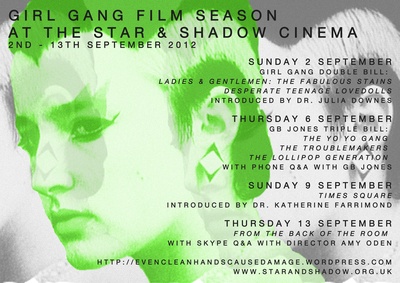 GIRL GANG FILM SEASON
AT THE STAR & SHADOW CINEMA
2ND - 13TH SEPTEMBER 2012
SUNDAY 2 SEPTEMBER
GIRL GANG DOUBLE BILL:
LADIES & GENTLEMEN: THE FABULOUS STAINS
DESPERATE TEENAGE LOVEDOLLS
INTRODUCED BY DR. JULIA DOWNES
THURSDAY 6 SEPTEMBER
GB JONES TRIPLE BILL:
THE YO YO GANG
THE TROUBLEMAKERS
THE LOLLIPOP GENERATION
WITH PHONE Q&A WITH GB JONES
SUNDAY 9 SEPTEMBER
TIMES SQUARE
INTRODUCED BY DR. KATHERINE FARRIMOND
THURSDAY 13 SEPTEMBER
FROM THE BACK OF THE ROOM
WITH SKYPE Q&A WITH DIRECTOR AMY ODEN
HTTP://EVENCLEANHANDSCAUSEDAMAGE.WORDPRESS.COM
WWW.STARANDSHADOW.ORG.UK